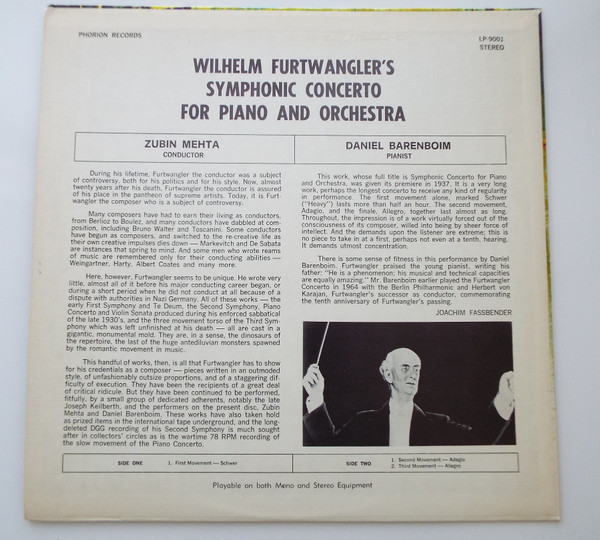 PHORION RECORDS
LP-9001
STEREO
WILHELM FURTWANGLER'S
SYMPHONIC CONCERTO
FOR PIANO AND ORCHESTRA
ZUBIN MEHTA
CONDUCTOR
DANIEL BARENBOIM
PIANIST
During his lifetime, Furtwangler the conductor was a subject
of controversy, both for his politics and for his style. Now, almost
twenty years after his death, Furtwangler the conductor is assured
of his place in the pantheon of supreme artists. Today, it is Furt-
wangler the composer who is a subject of controversy.
Many composers have had to earn their living as conductors,
from Berlioz to Boulez, and many conductors have dabbled at com-
position, including Bruno Walter and Toscanini. Some conductors
have begun as composers, and switched to the re-creative life as
their own creative impulses dies down — Markevitch and De Sabata
are instances that spring to mind. And some men who wrote reams
of music are remembered only for their conducting abilities —
Weingartner, Harty, Albert Coates and many more.
Here, however, Furtwangler seems to be unique. He wrote very
little, almost all of it before his major conducting career began, or
during a short period when he did not conduct at all because of a
dispute with authorities in Nazi Germany. All of these works — the
early First Symphony and Te Deum, the Second Symphony, Piano
Concerto and Violin Sonata produced during his enforced sabbatical
of the late 1930's, and the three movement torso of the Third Sym-
phony which was left unfinished at his death — all are cast in a
gigantic, monumental mold. They are, in a sense, the dinosaurs of
the repertoire, the last of the huge antediluvian monsters spawned
by the romantic movement in music.
This handful of works, then, is all that Furtwangler has to show
for his credentials as a composer — pieces written in an outmoded
style, of unfashionably outsize proportions, and of a staggering dif-
ficulty of execution. They have been the recipients of a great deal
of critical ridicule. But they have continued to be performed,
fitfully, by a small group of dedicated adherents, notably the late
Joseph Keilberth, and the performers on the present disc, Zubin
Mehta and Daniel Barenboim. These works have also taken hold
as prized items in the international tape underground, and the long-
deleted DGG recording of his Second Symphony is much sought
after in collectors' circles as is the wartime 78 RPM recording of
the slow movement of the Piano Concerto.
This work, whose full title is Symphonic Concerto for Piano
and Orchestra, was given its premiere in 1937. It is a very long
work, perhaps the longest concerto to receive any kind of regularity
in performance. The first movement alone, marked Schwer
("Heavy") lasts more than half an hour. The second movement,
Adagio, and the finale, Allegro, together last almost as long.
Throughout, the impression is of a work virtually forced out of the
consciousness of its composer, willed into being by sheer force of
intellect. And the demands upon the listener are extreme; this is
no piece to take in at a first, perhaps not even at a tenth, hearing.
It demands utmost concentration.
There is some sense of fitness in this performance by Daniel
Barenboim. Furtwangler praised the young pianist, writing his
father: "He is a phenomenon; his musical and technical capacities
are equally amazing." Mr. Barenboim earlier played the Furtwangler
Concerto in 1964 with the Berlin Philharmonic and Herbert von
Karajan, Furtwangler's successor as conductor, commemorating
the tenth anniversary of Furtwangler's passing.
JOACHIM FASSBENDER
SIDE ONE
1. First Movement — Schwer
SIDE TWO
1. Second Movement — Adagio
2. Third Movement — Allegro
Playable on both Mono and Stereo Equipment